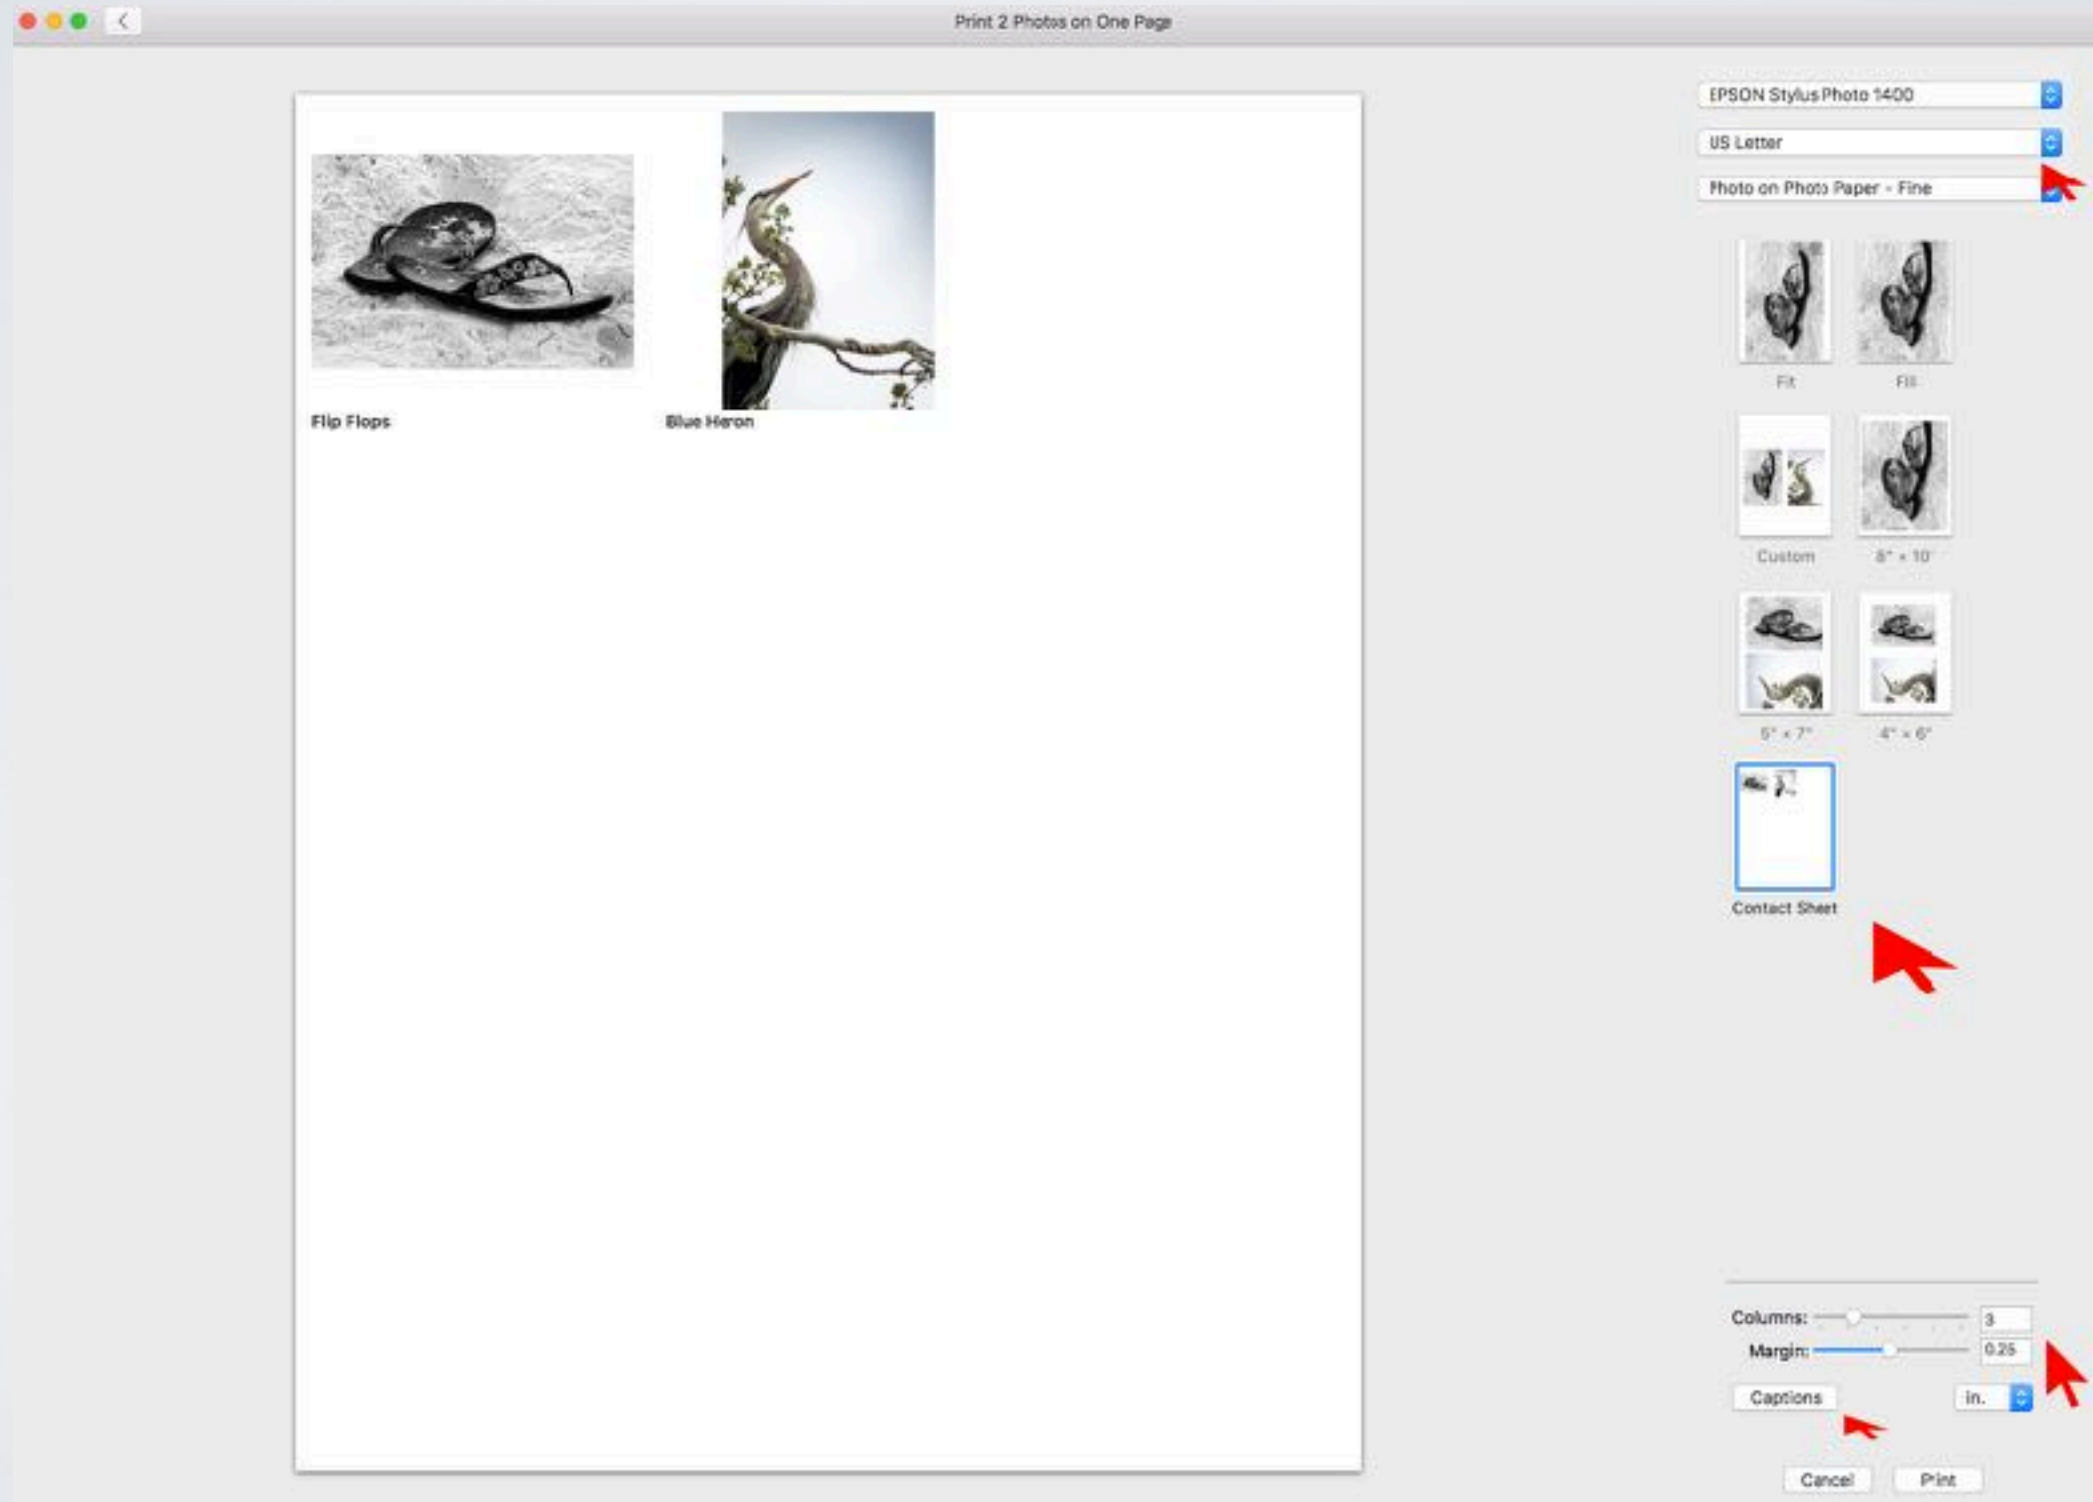 Print 2 Photos on One Page
EPSON Stylus Photo 1400
US Letter
Photo on Photo Paper - Fine
Flip Flops
Blue Heron
Fit
Fill
Custom
8" × 10"
5" × 7"
4" × 6"
Contact Sheet
Columns: 3
Margin: 0.25
Captions
in.
Cancel
Print